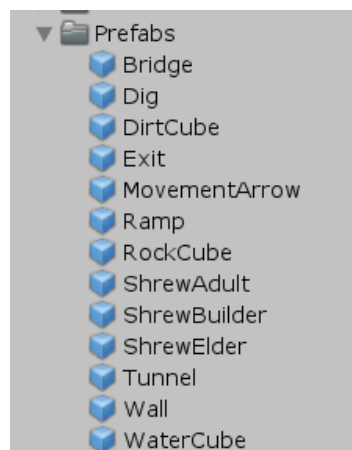 Prefabs
Bridge
Dig
DirtCube
Exit
MovementArrow
Ramp
RockCube
ShrewAdult
ShrewBuilder
ShrewElder
Tunnel
Wall
WaterCube